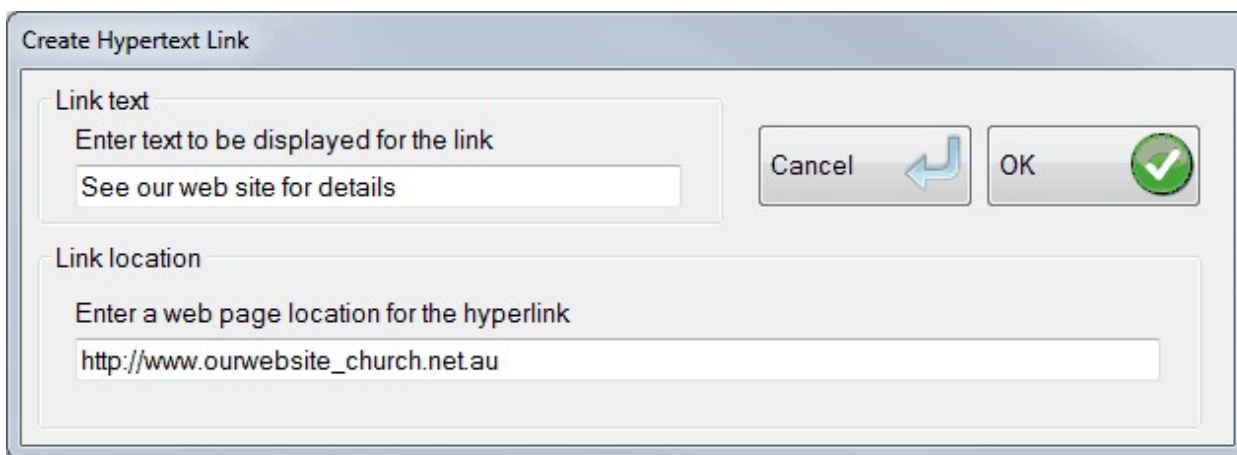 Create Hypertext Link
Link text
Enter text to be displayed for the link
See our web site for details
Cancel
OK
Link location
Enter a web page location for the hyperlink
http://www.ourwebsite_church.net.au